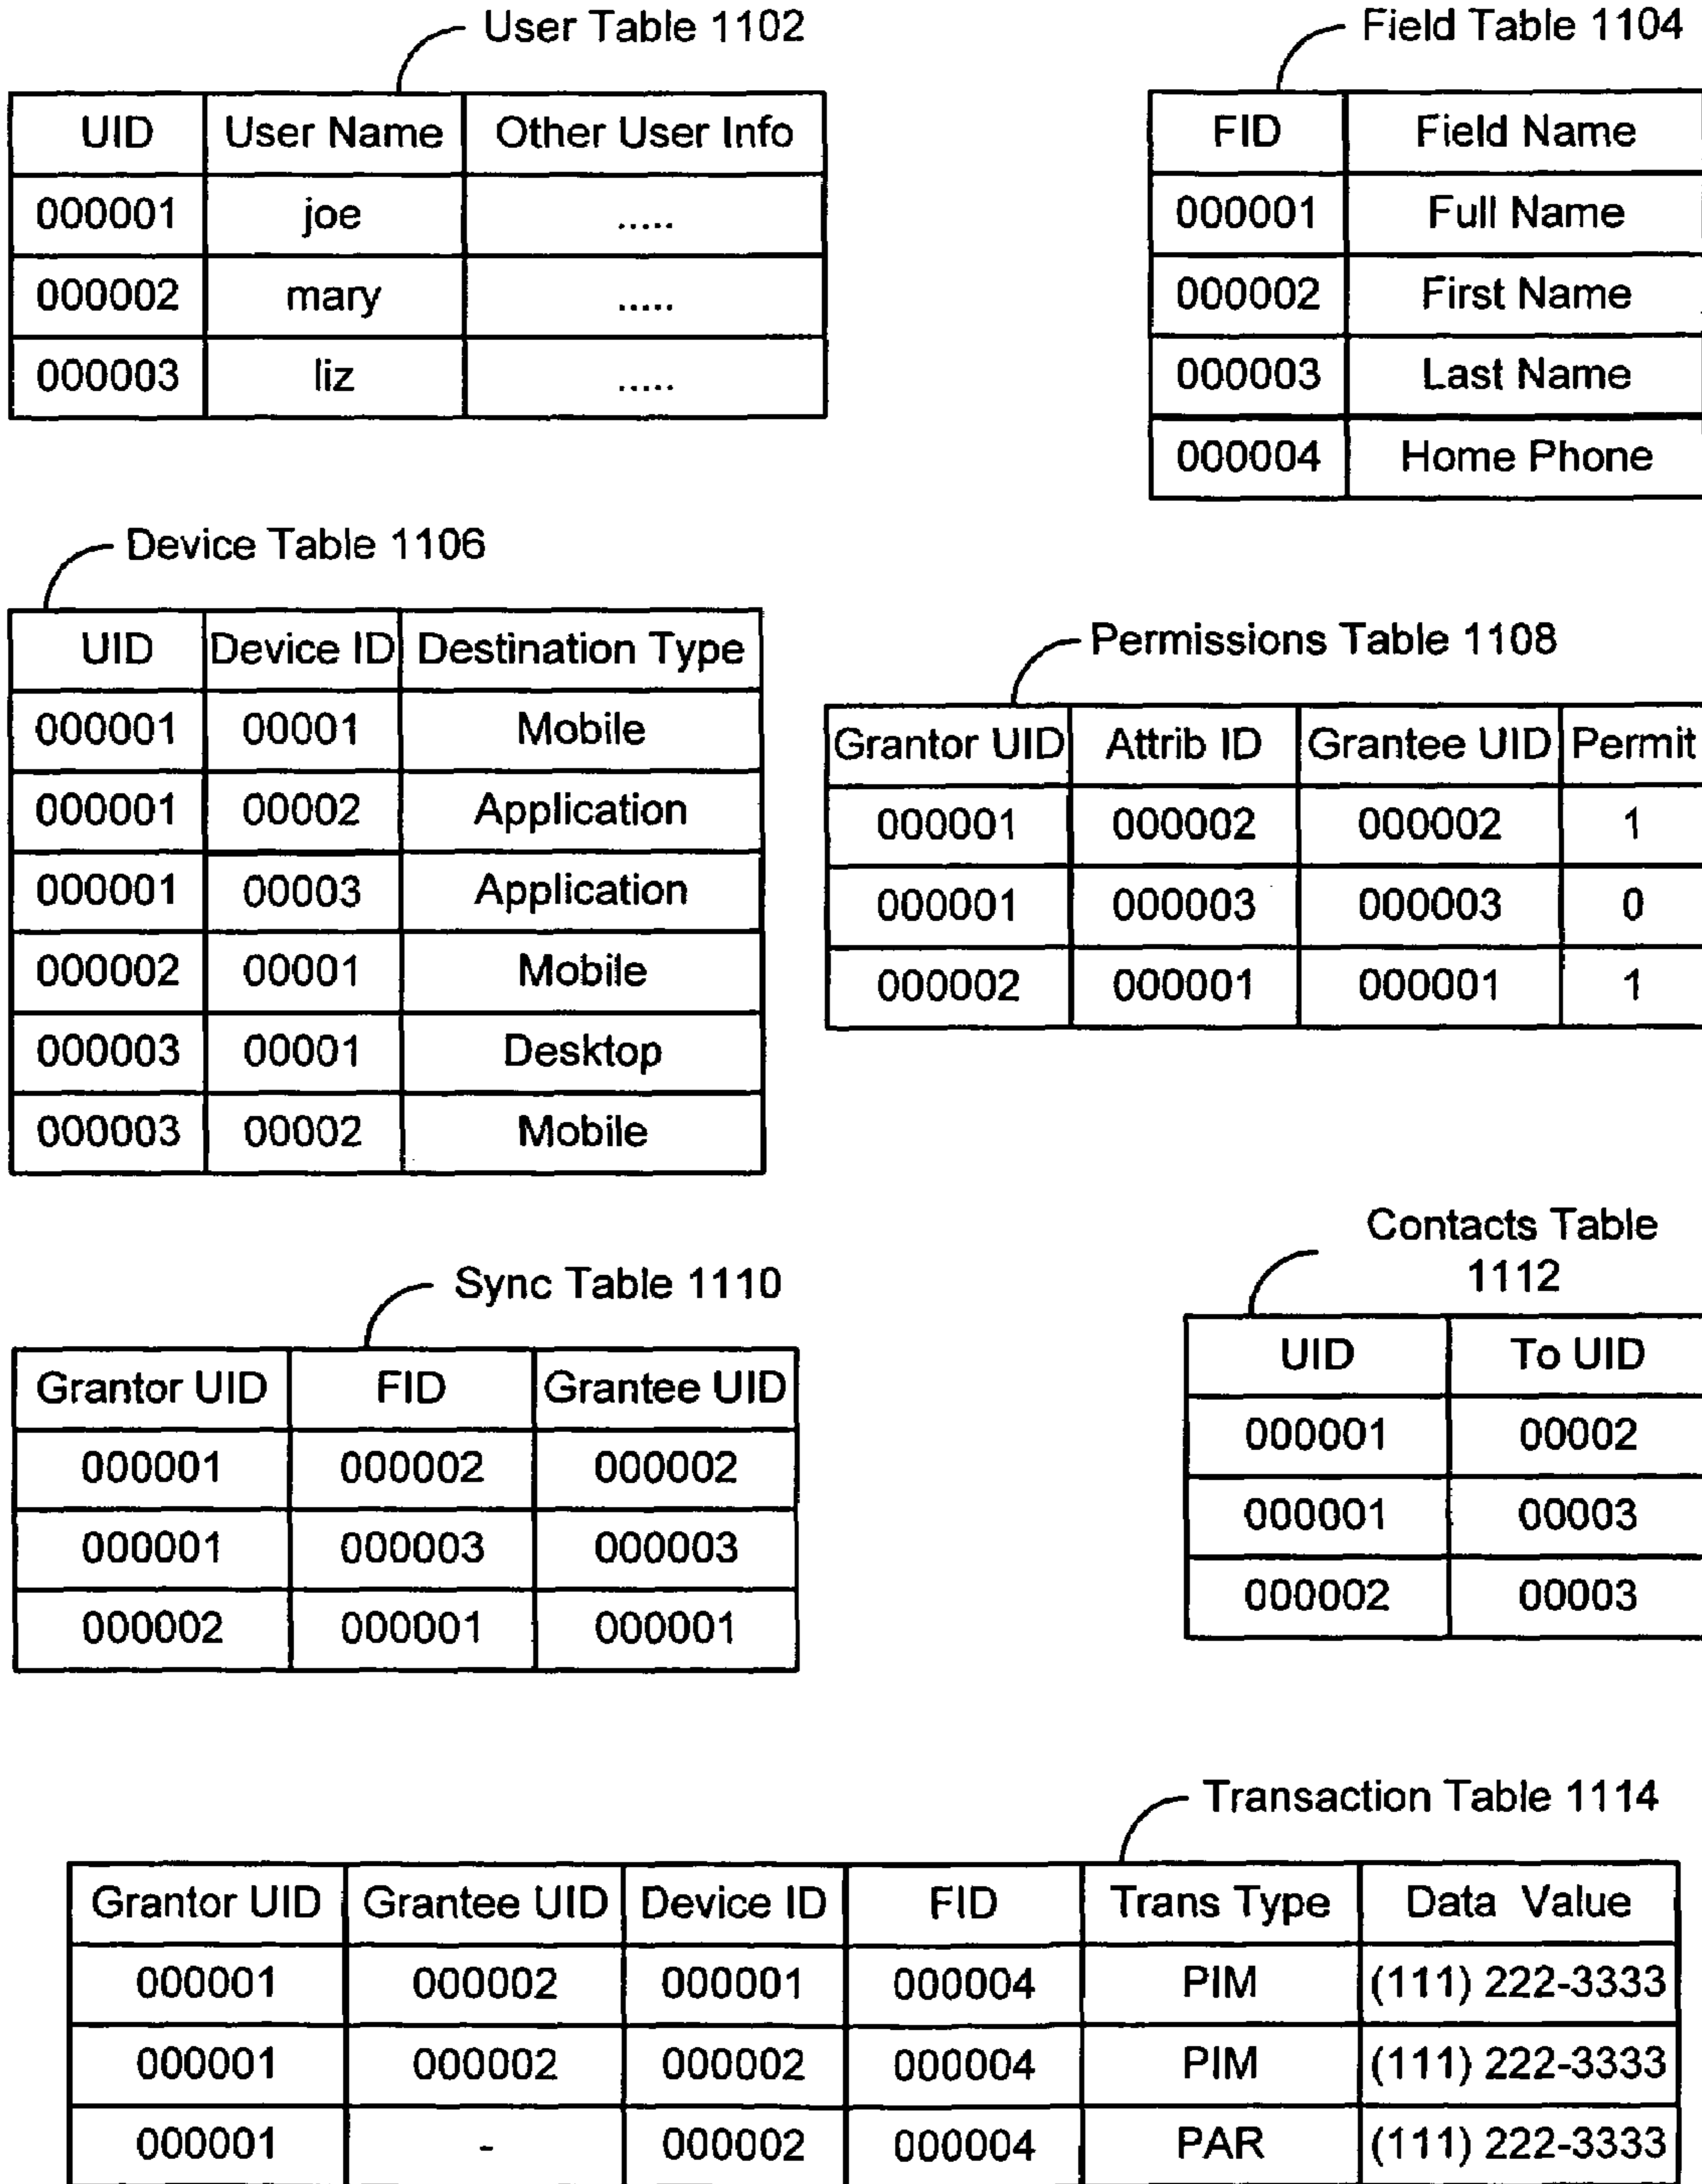 User Table 1102
UID User Name Other User Info
000001 joe .....
000002 mary .....
000003 liz .....
Field Table 1104
FID Field Name
000001 Full Name
000002 First Name
000003 Last Name
000004 Home Phone
Device Table 1106
UID Device ID Destination Type
000001 00001 Mobile
000001 00002 Application
000001 00003 Application
000002 00001 Mobile
000003 00001 Desktop
000003 00002 Mobile
Permissions Table 1108
Grantor UID Attrib ID Grantee UID Permit
000001 000002 000002 1
000001 000003 000003 0
000002 000001 000001 1
Sync Table 1110
Grantor UID FID Grantee UID
000001 000002 000002
000001 000003 000003
000002 000001 000001
Contacts Table
1112
UID To UID
000001 00002
000001 00003
000002 00003
Transaction Table 1114
Grantor UID Grantee UID Device ID FID Trans Type Data Value
000001 000002 000001 000004 PIM (111) 222-3333
000001 000002 000002 000004 PIM (111) 222-3333
000001 - 000002 000004 PAR (111) 222-3333